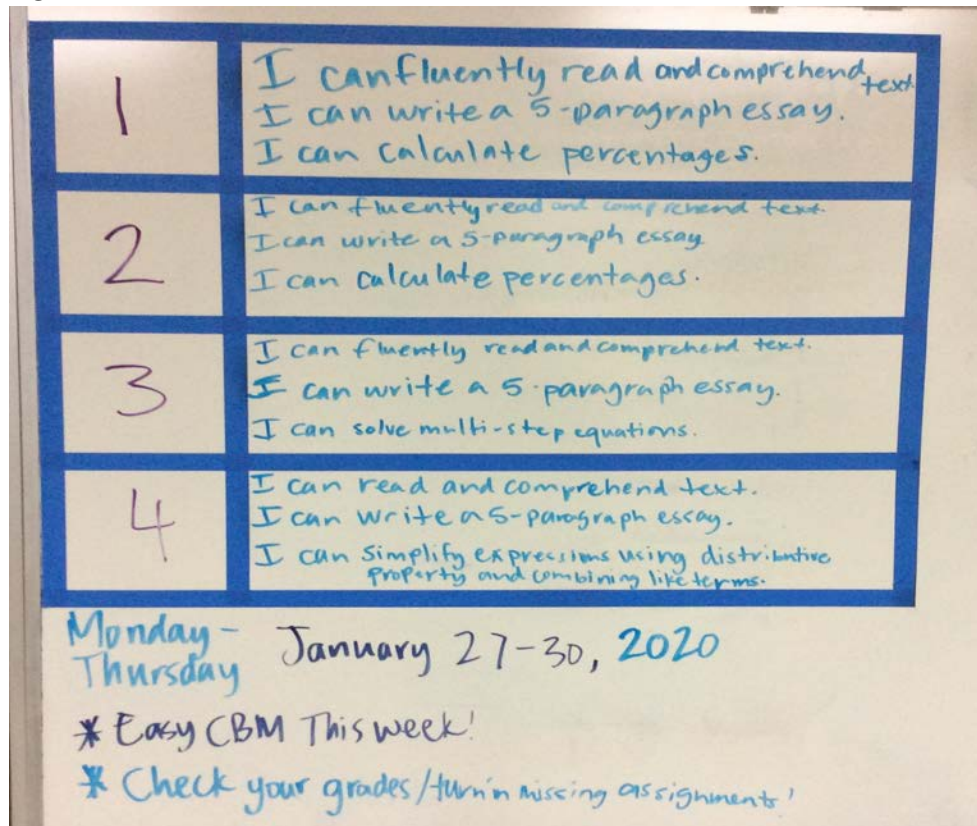 1
I can fluently read and comprehend text.
I can write a 5-paragraph essay.
I can calculate percentages.
2
I can fluently read and comprehend text.
I can write a 5-paragraph essay
I can calculate percentages.
3
I can fluently read and comprehend text.
I can write a 5-paragraph essay.
I can solve multi-step equations.
4
I can read and comprehend text.
I can write a 5-paragraph essay.
I can simplify expressions using distributive
property and combining like terms.
Monday-
Thursday
January 27-30, 2020
* Easy CBM This week!
* Check your grades/turn in missing assignments!